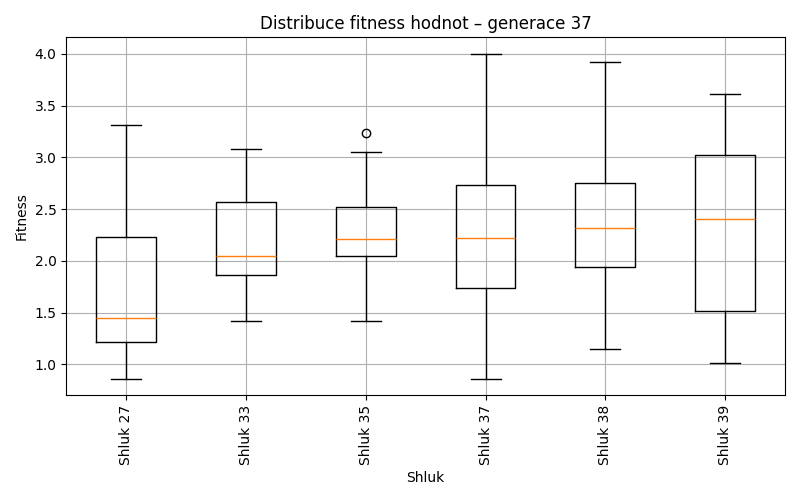 Distribuce fitness hodnot – generace 37
Fitness
4.0
3.5
3.0
2.5
2.0
1.5
1.0
Shluk 27
Shluk 33
Shluk 35
Shluk 37
Shluk 38
Shluk 39
Shluk